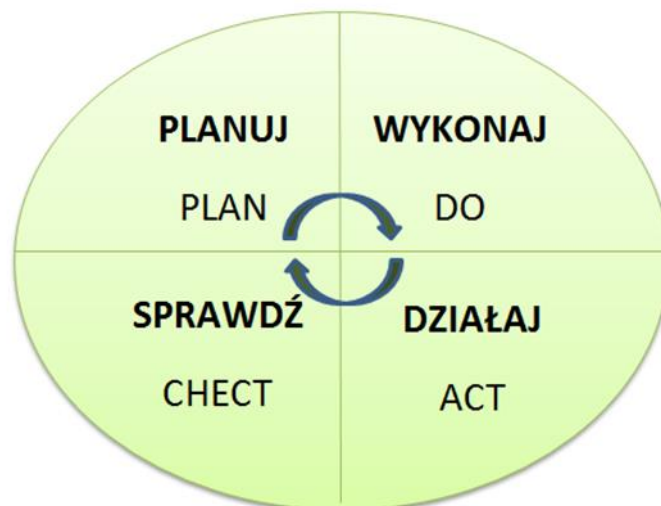 PLANUJ
PLAN
WYKONAJ
DO
SPRAWDŹ
CHECT
DZIAŁAJ
ACT